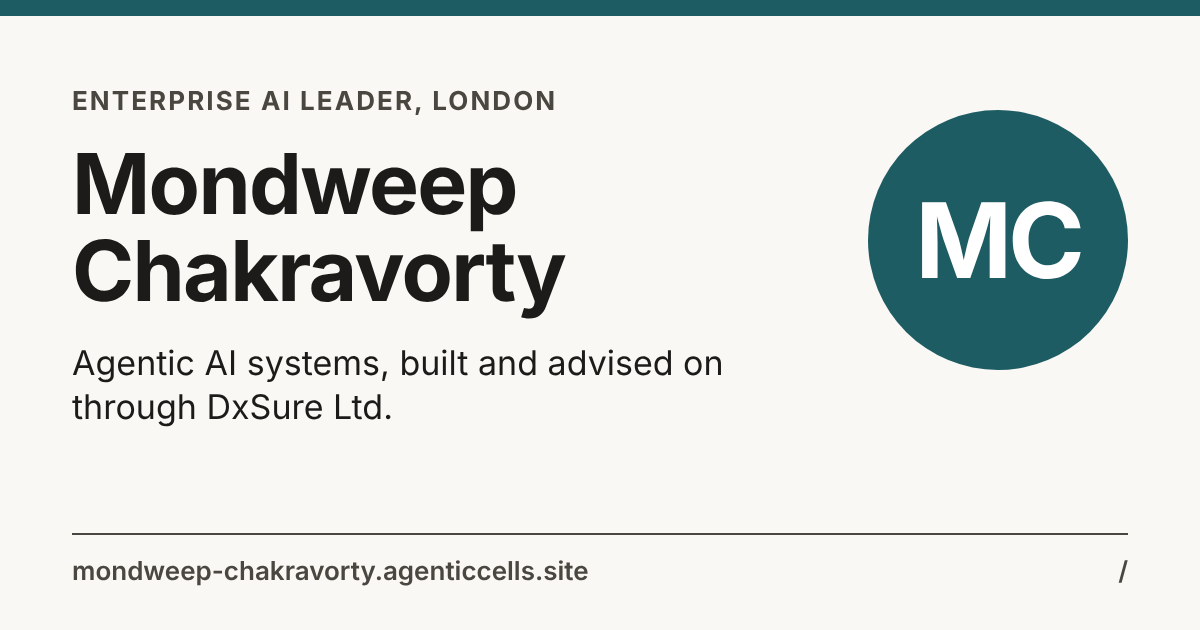 ENTERPRISE AI LEADER, LONDON
Mondweep
Chakravorty
MC
Agentic AI systems, built and advised on
through DxSure Ltd.
mondweep-chakravorty.agenticcells.site
/